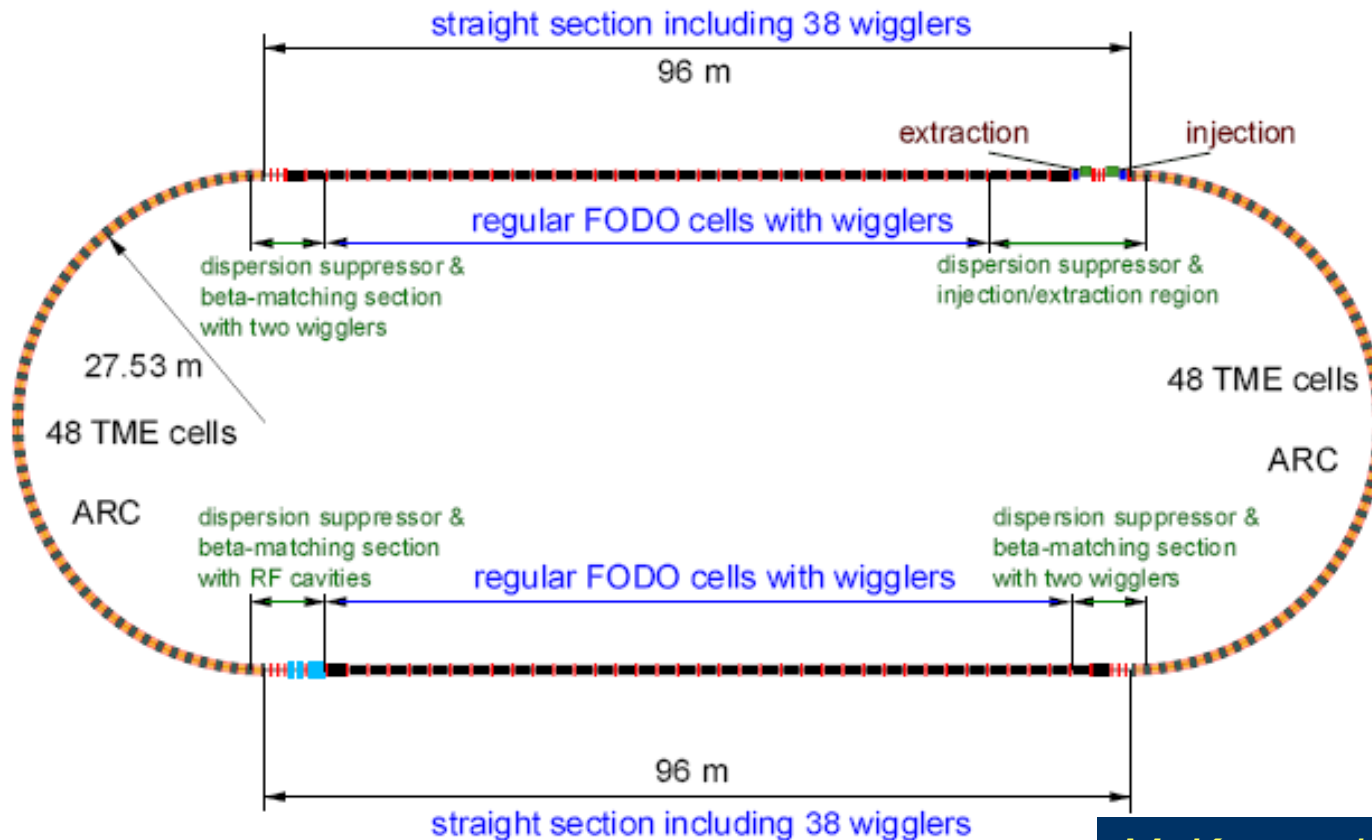 straight section including 38 wigglers
96 m
extraction
injection
regular FODO cells with wigglers
dispersion suppressor &
beta-matching section
with two wigglers
dispersion suppressor &
injection/extraction region
27.53 m
48 TME cells
ARC
48 TME cells
ARC
dispersion suppressor &
beta-matching section
with RF cavities
regular FODO cells with wigglers
dispersion suppressor &
beta-matching section
with two wigglers
96 m
straight section including 38 wigglers